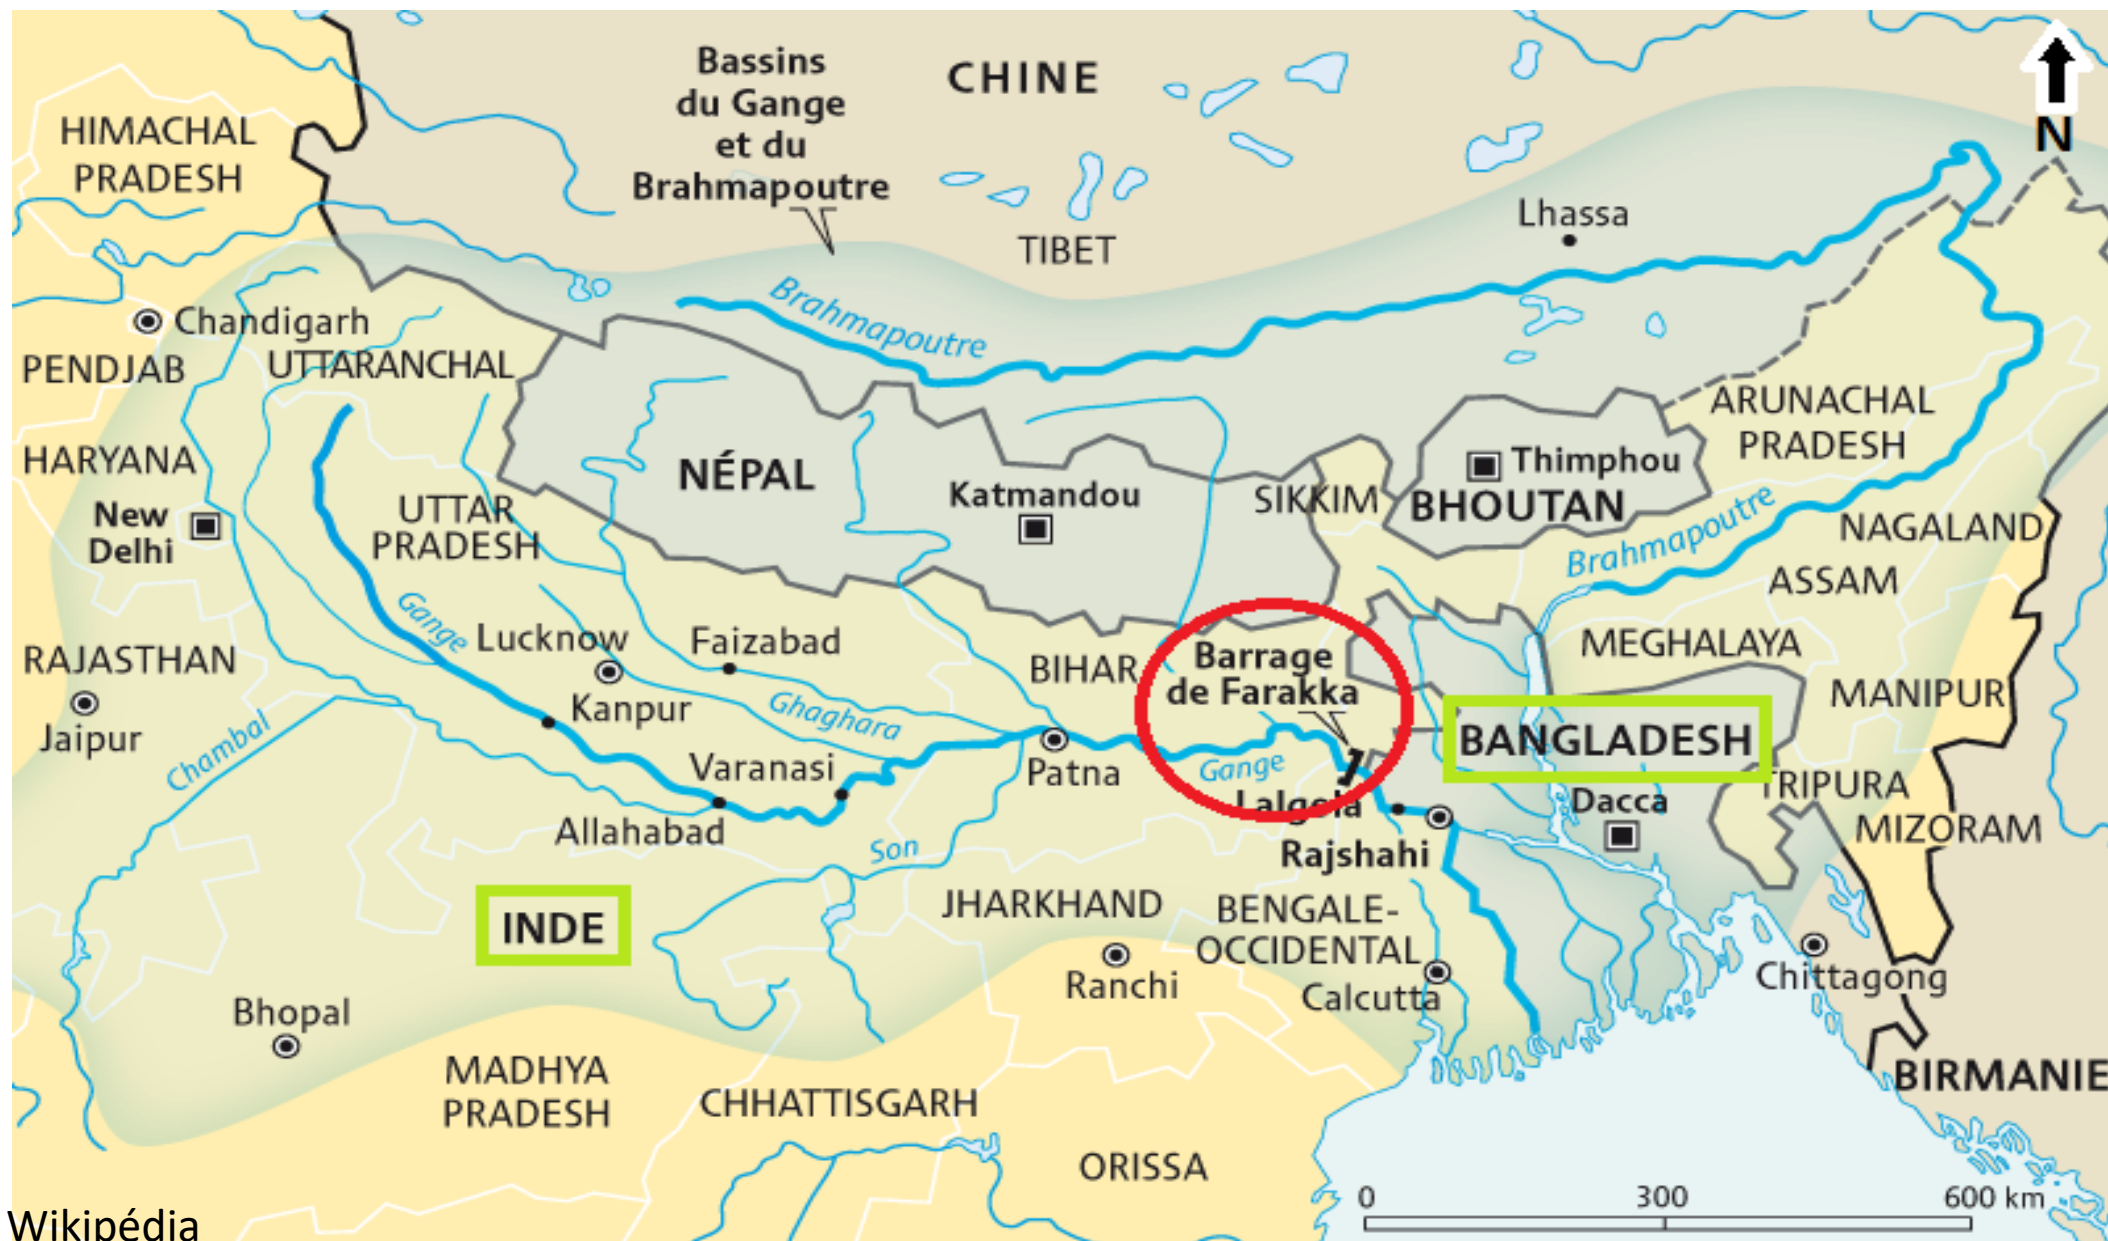 Bassins
du Gange
et du
Brahmapoutre
CHINE
N
HIMACHAL
PRADESH
TIBET
Lhassa
Brahmapoutre
Chandigarh
PENDJAB
UTTARANCHAL
ARUNACHAL
PRADESH
HARYANA
New
Delhi
UTTAR
PRADESH
NÉPAL
Katmandou
SIKKIM
Thimphou
BHOUTAN
Brahmapoutre
NAGALAND
ASSAM
Gange
Lucknow
Faizabad
BIHAR
Barrage
de Farakka
MEGHALAYA
MANIPUR
RAJASTHAN
Jaipur
Chambal
Kanpur
Ghaghara
Varanasi
Patna
Gange
BANGLADESH
TRIPURA
Lalgola
Dacca
MIZORAM
Allahabad
Son
Rajshahi
INDE
JHARKHAND
BENGALE-
OCCIDENTAL
Ranchi
Calcutta
Chittagong
Bhopal
MADHYA
PRADESH
CHHATTISGARH
BIRMANIE
ORISSA
0 300 600 km
Wikipédia